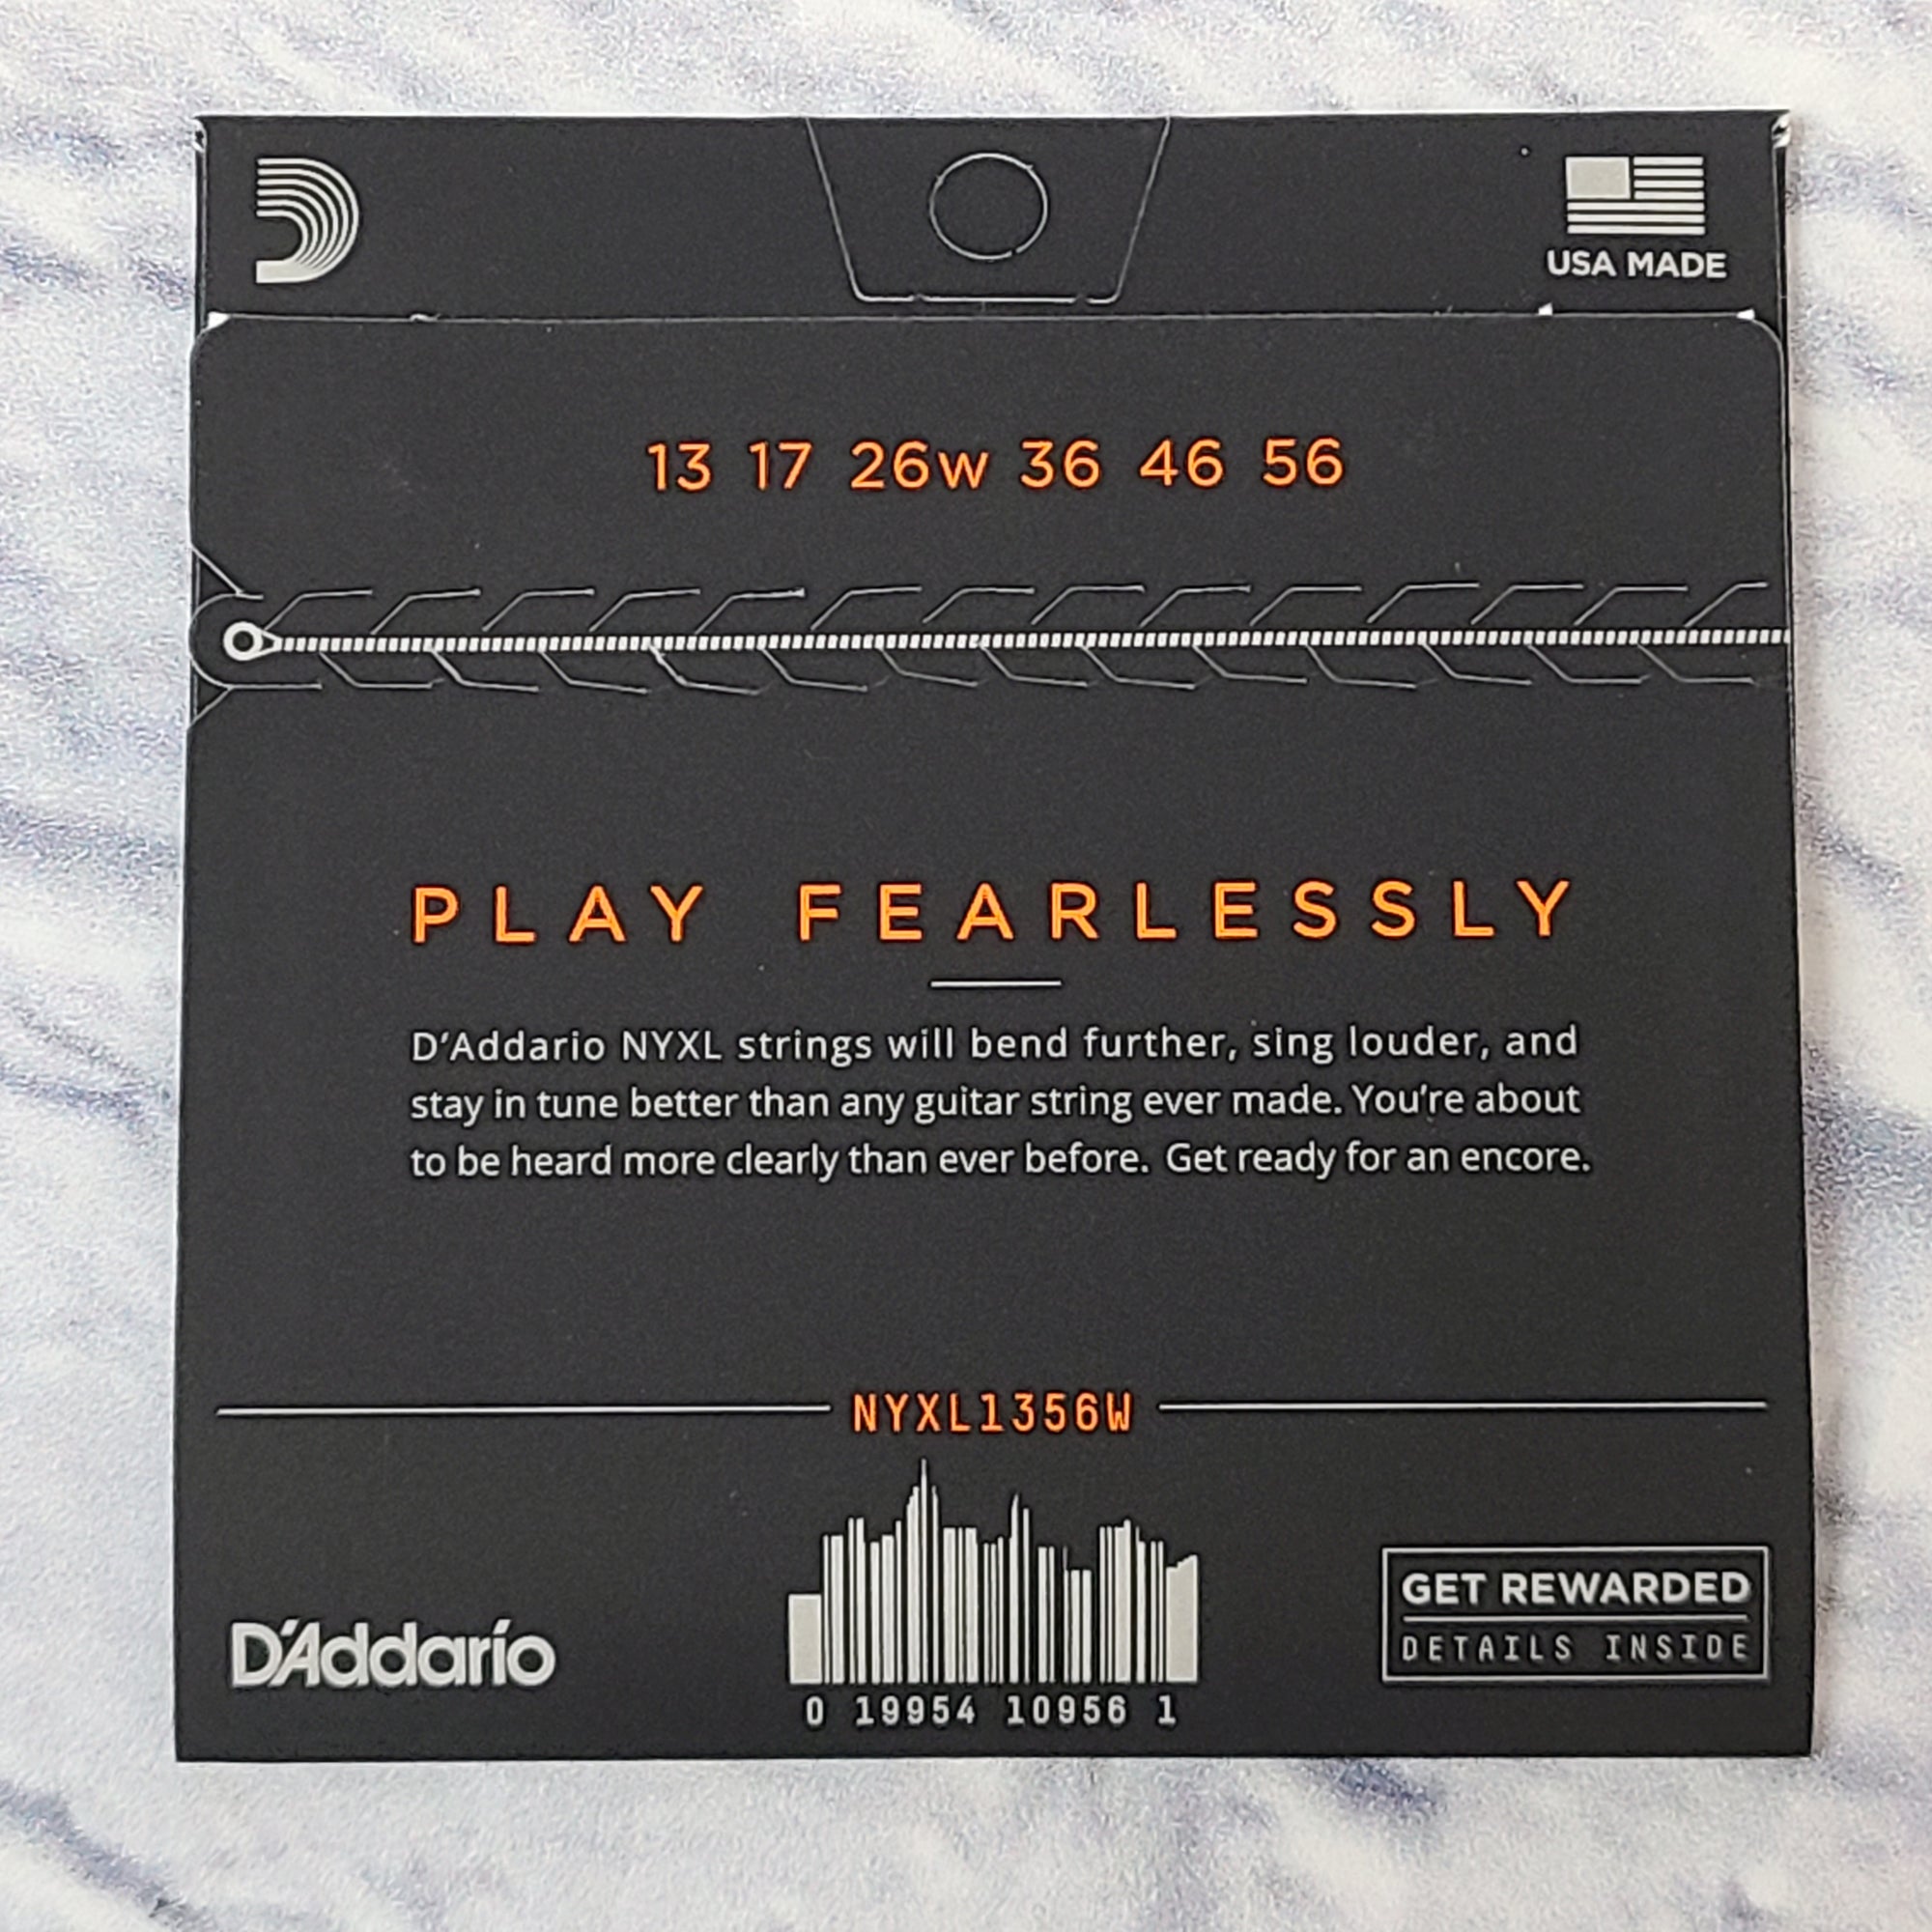 USA MADE
13 17 26w 36 46 56
PLAY FEARLESSLY
D'Addario NYXL strings will bend further, sing louder, and
stay in tune better than any guitar string ever made. You're about
to be heard more clearly than ever before. Get ready for an encore.
NYXL1356W
D'Addario
0 19954 10956 1
GET REWARDED
DETAILS INSIDE